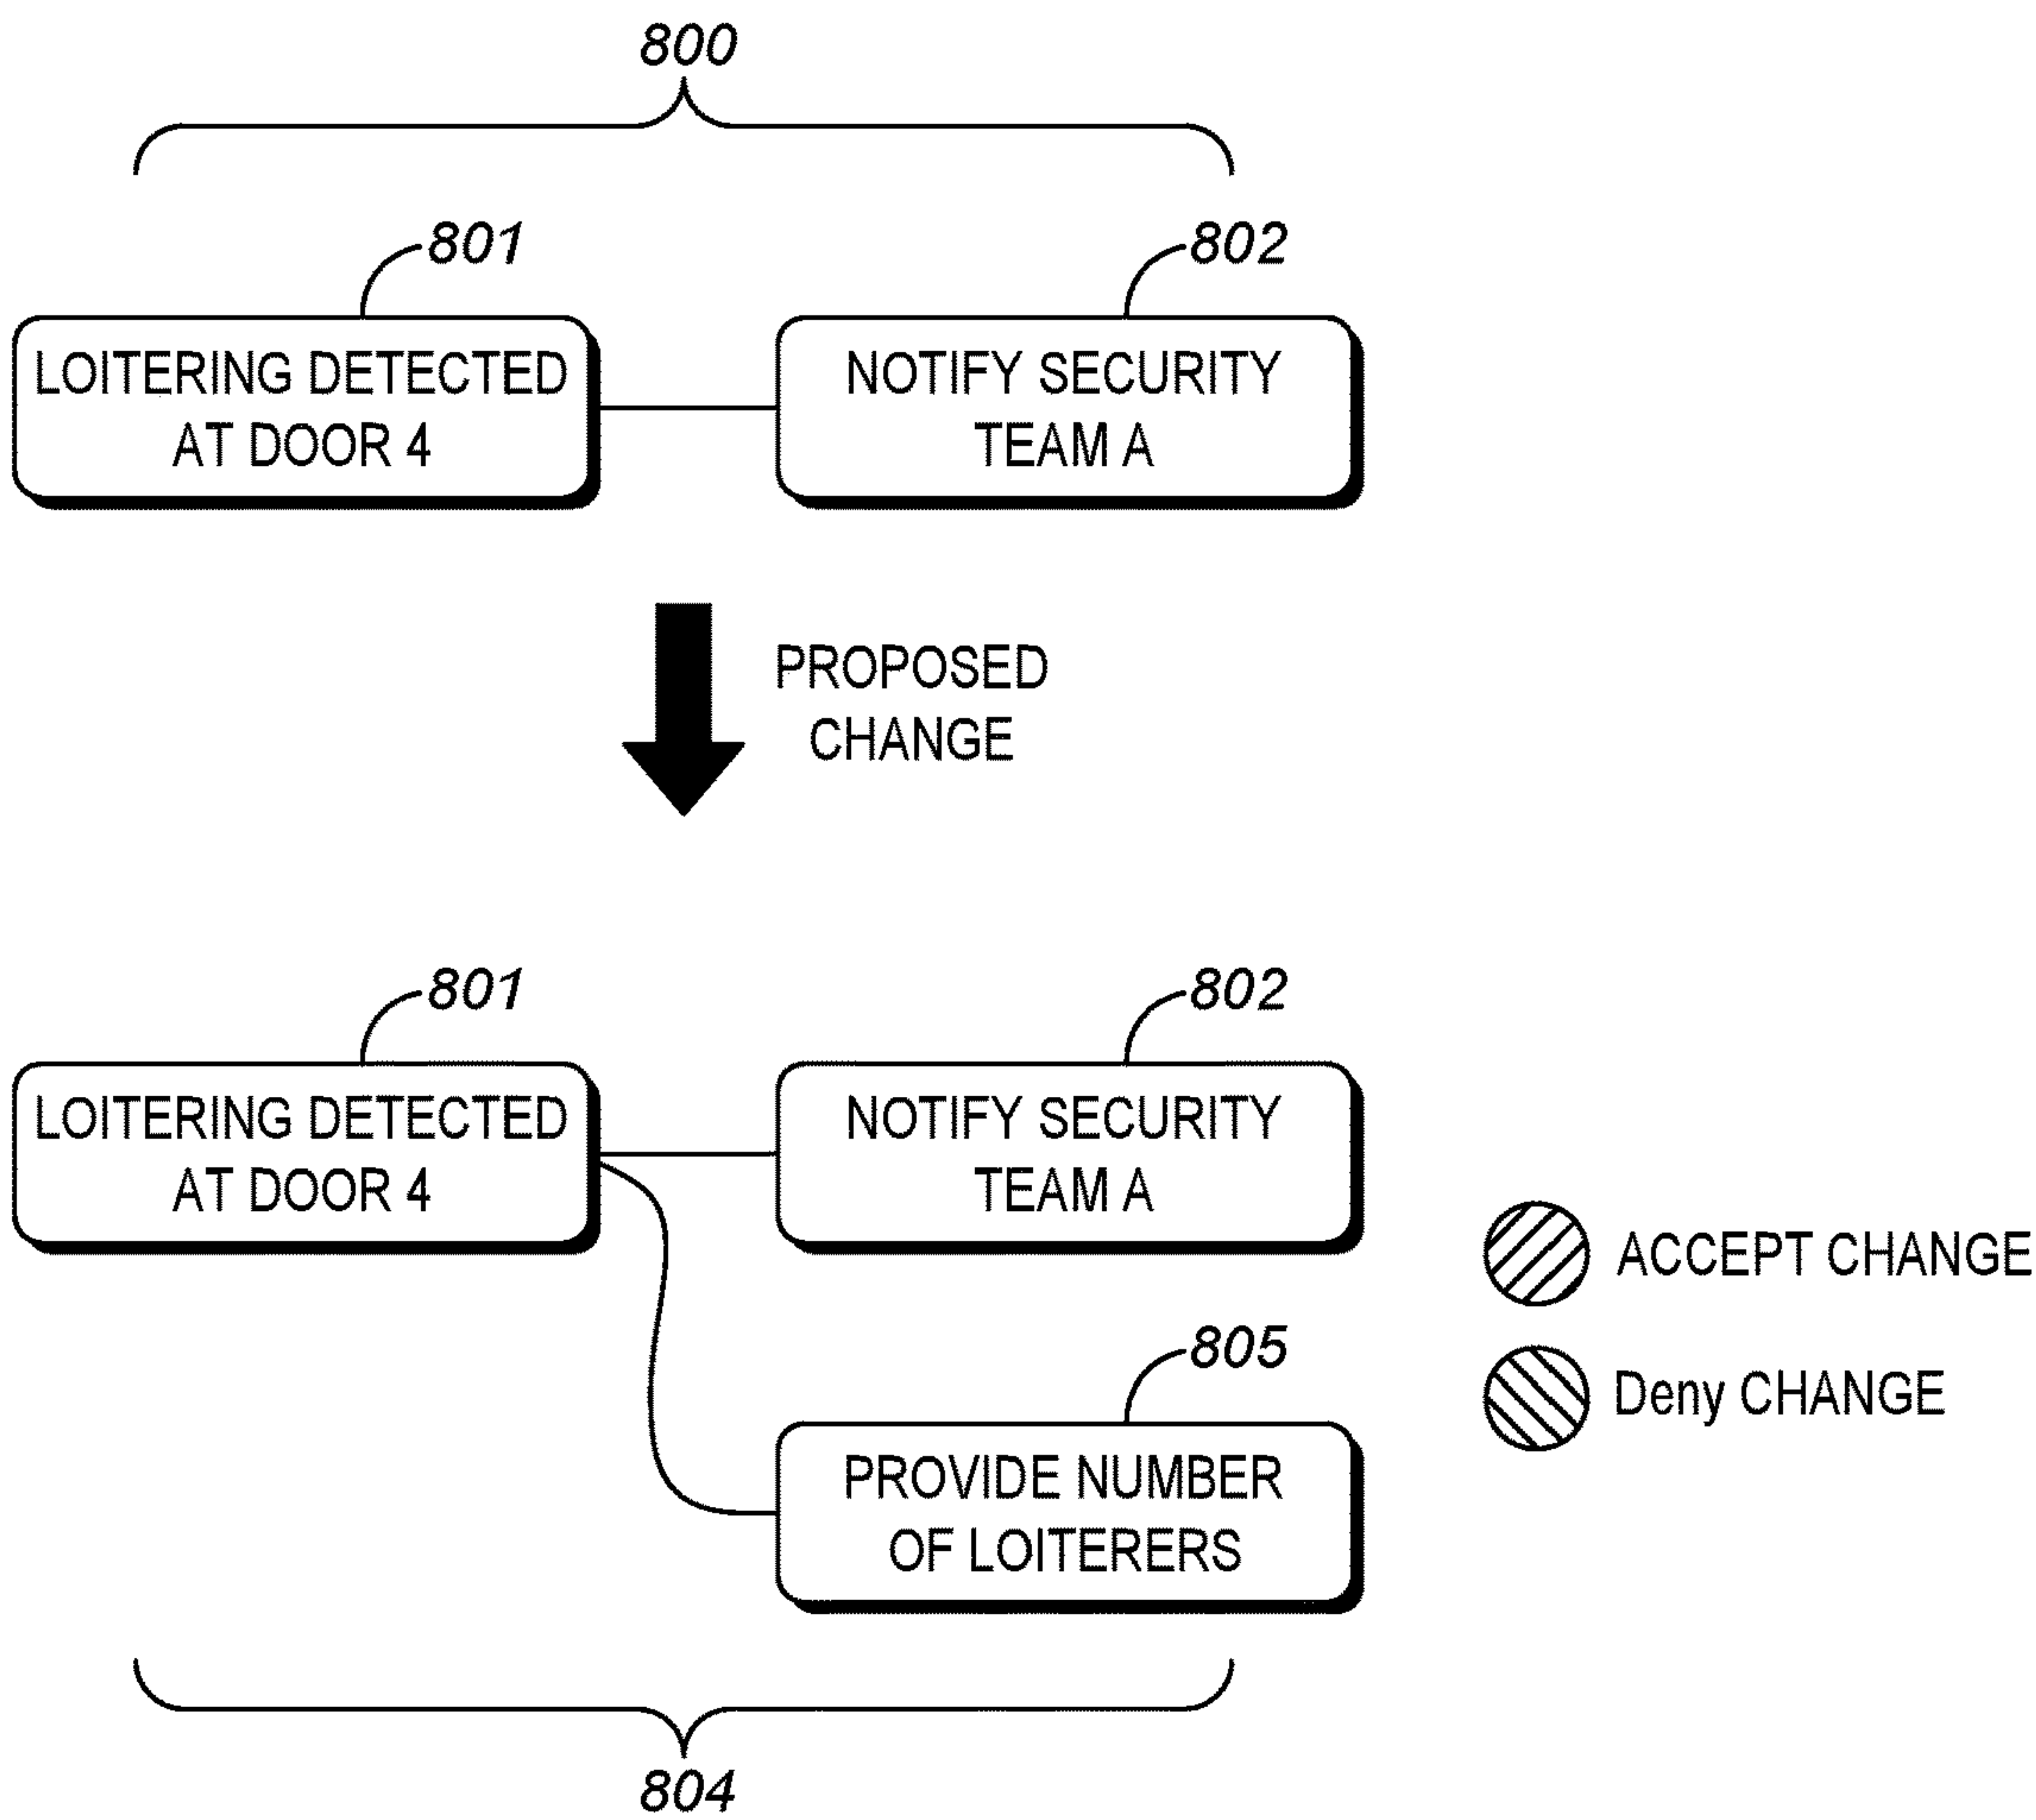 800
801
802
LOITERING DETECTED
AT DOOR 4
NOTIFY SECURITY
TEAM A
PROPOSED
CHANGE
801
802
LOITERING DETECTED
AT DOOR 4
NOTIFY SECURITY
TEAM A
ACCEPT CHANGE
Deny CHANGE
805
PROVIDE NUMBER
OF LOITERERS
804